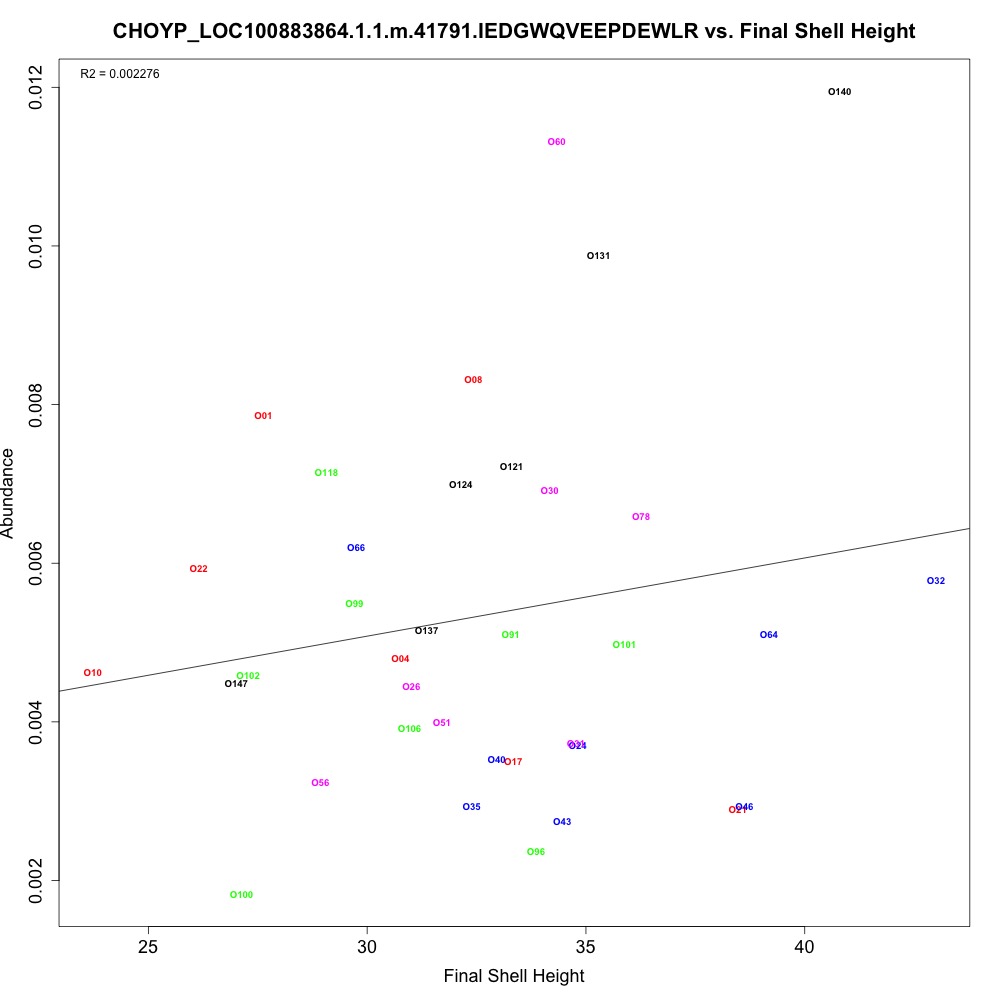 CHOYP_LOC100883864.1.1.m.41791.IEDGWQVEEPDEWLR vs. Final Shell Height
R2 = 0.002276
0.012
O140
O60
0.010
O131
0.008
O08
O01
O121
O118
O124
O30
O78
0.006
O66
O22
O32
O99
O137
O91
O64
O101
O04
O10
O102
O147
O26
0.004
O51
O106
O24
O40
O17
O56
O35
O46
O43
O96
0.002
O100
Abundance
25
30
35
40
Final Shell Height